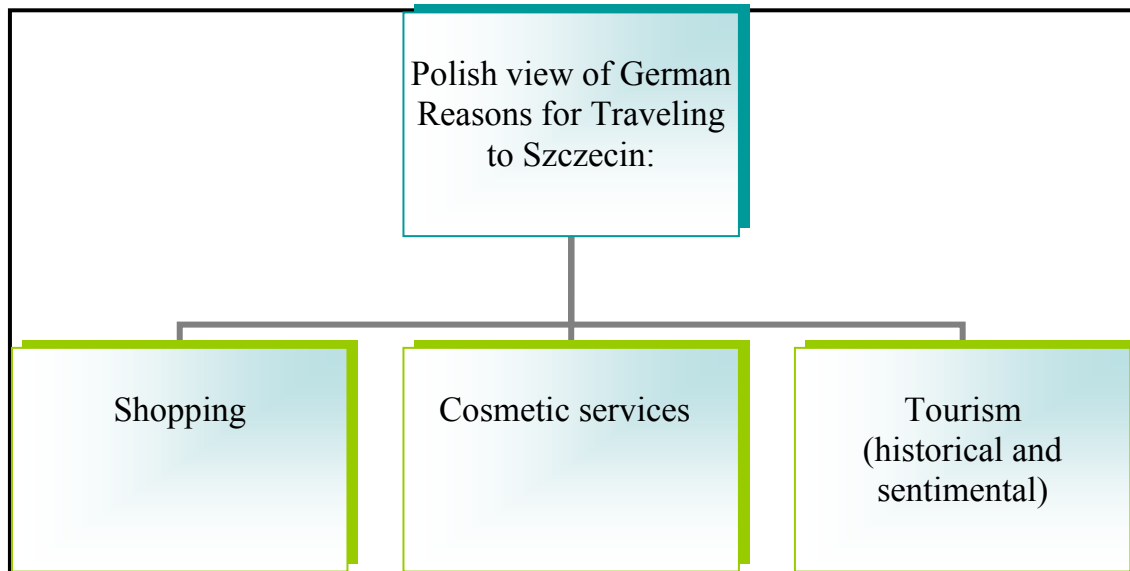 Polish view of German
Reasons for Traveling
to Szczecin:
Shopping
Cosmetic services
Tourism
(historical and
sentimental)